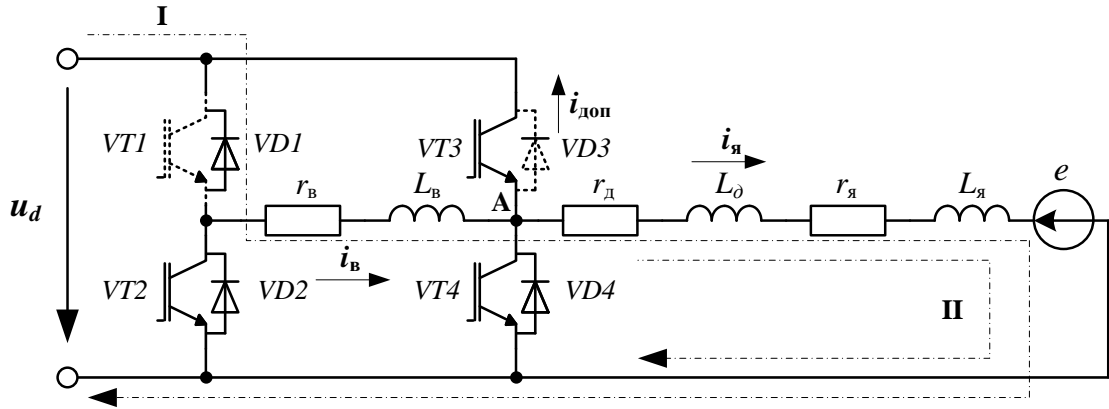 I
i доп
VT1
VD1
VT3
VD3
i я
u d
r в
L в
A
r д
L д
r я
L я
e
i в
VT2
VD2
VT4
VD4
II